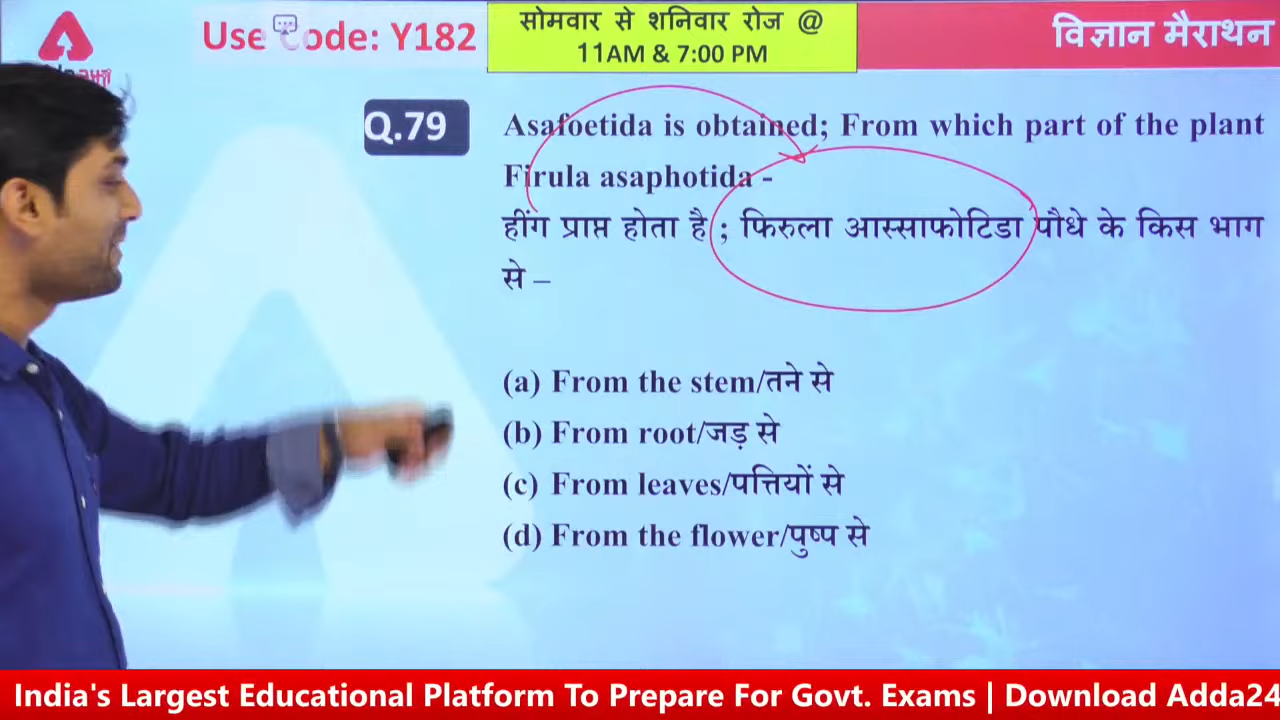 Use Code: Y182
सोमवार से शनिवार रोज @
11AM & 7:00 PM
विज्ञान मैराथन
Q.79
Asafoetida is obtained; From which part of the plant
Firula asaphotida -
हींग प्राप्त होता है ; फिरुला आस्साफोटिडा पौधे के किस भाग
से –
(a) From the stem/तने से
(b) From root/जड़ से
(c) From leaves/पत्तियों से
(d) From the flower/पुष्प से
India's Largest Educational Platform To Prepare For Govt. Exams | Download Adda24